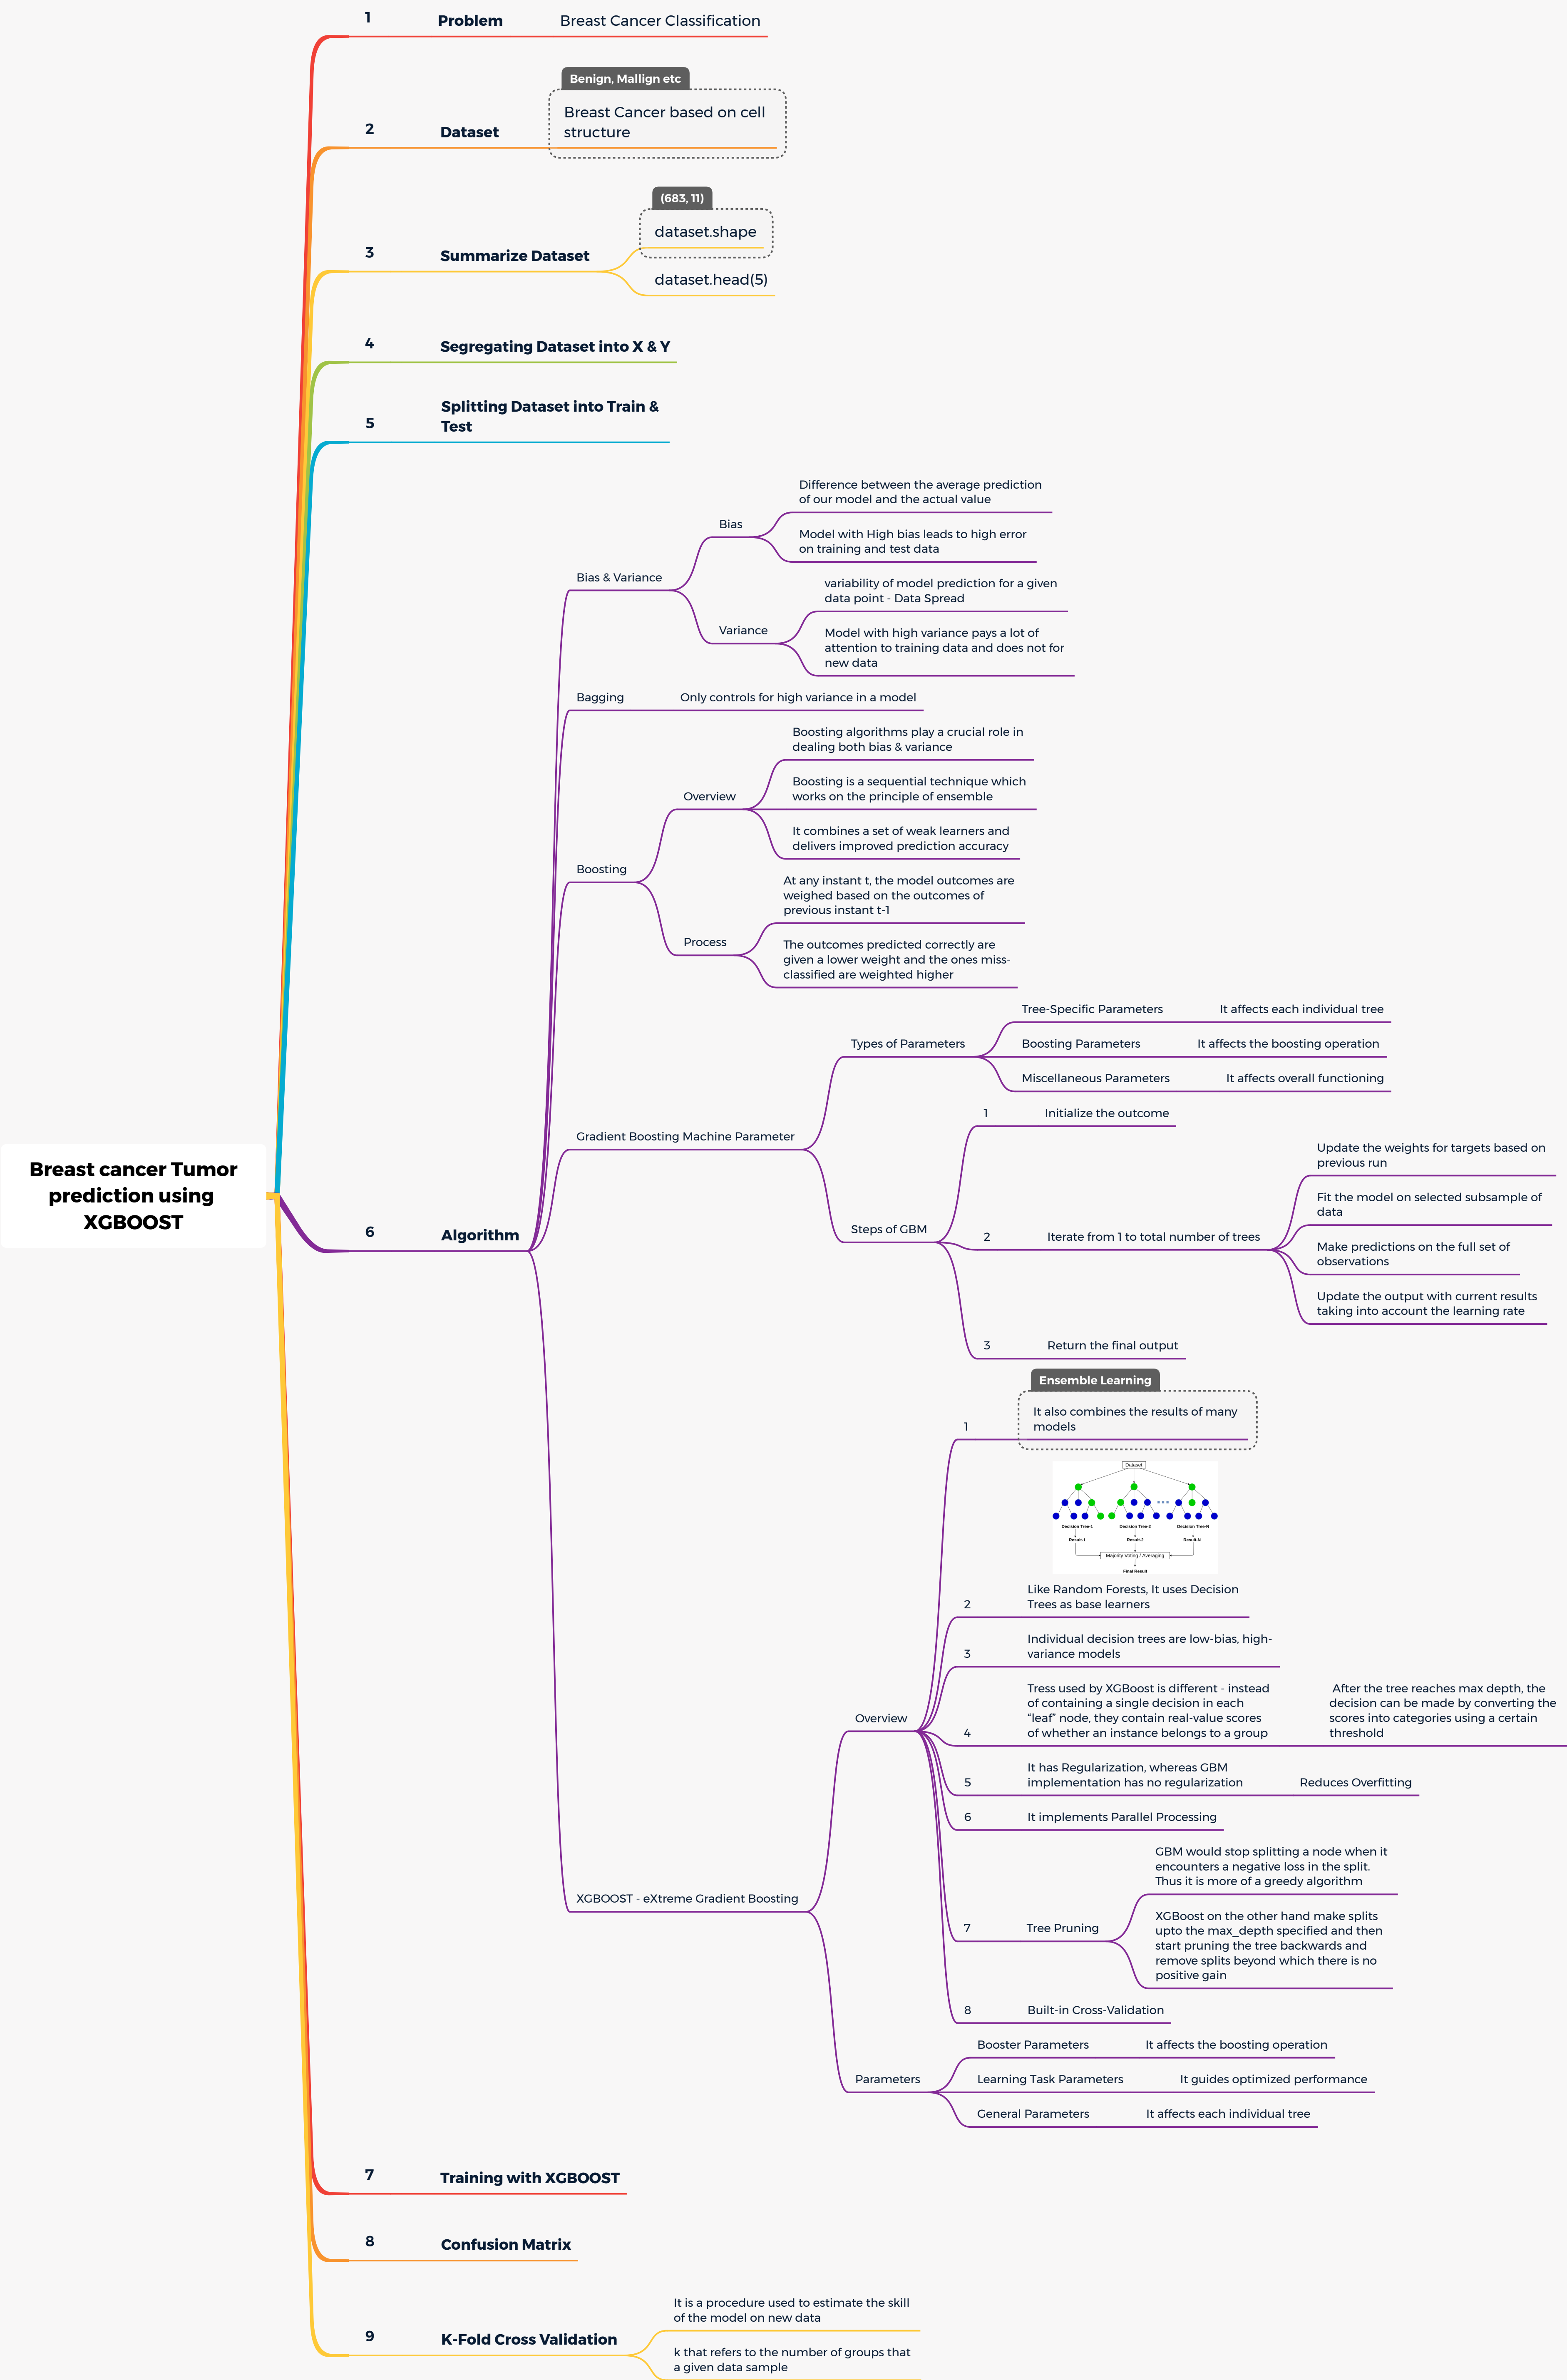 1
Problem
Breast Cancer Classification
Benign, Mallign etc
2
Dataset
Breast Cancer based on cell
structure
(683, 11)
dataset.shape
3
Summarize Dataset
dataset.head(5)
4
Segregating Dataset into X & Y
5
Splitting Dataset into Train &
Test
Difference between the average prediction
of our model and the actual value
Bias
Model with High bias leads to high error
on training and test data
Bias & Variance
variability of model prediction for a given
data point - Data Spread
Variance
Model with high variance pays a lot of
attention to training data and does not for
new data
Bagging
Only controls for high variance in a model
Boosting algorithms play a crucial role in
dealing both bias & variance
Overview
Boosting is a sequential technique which
works on the principle of ensemble
It combines a set of weak learners and
delivers improved prediction accuracy
Boosting
At any instant t, the model outcomes are
weighed based on the outcomes of
previous instant t-1
Process
The outcomes predicted correctly are
given a lower weight and the ones miss-
classified are weighted higher
Tree-Specific Parameters
It affects each individual tree
Types of Parameters
Boosting Parameters
It affects the boosting operation
Miscellaneous Parameters
It affects overall functioning
Gradient Boosting Machine Parameter
1
Initialize the outcome
Steps of GBM
2
Iterate from 1 to total number of trees
Update the weights for targets based on
previous run
Fit the model on selected subsample of
data
Make predictions on the full set of
observations
Update the output with current results
taking into account the learning rate
3
Return the final output
Breast cancer Tumor
prediction using
XGBOOST
6
Algorithm
Ensemble Learning
1
It also combines the results of many
models
Dataset
Decision Tree-1
Decision Tree-2
Decision Tree-N
Result-1
Result-2
Result-N
Majority Voting / Averaging
Final Result
2
Like Random Forests, It uses Decision
Trees as base learners
3
Individual decision trees are low-bias, high-
variance models
Overview
4
Tress used by XGBoost is different - instead
of containing a single decision in each
“leaf” node, they contain real-value scores
of whether an instance belongs to a group
After the tree reaches max depth, the
decision can be made by converting the
scores into categories using a certain
threshold
5
It has Regularization, whereas GBM
implementation has no regularization
Reduces Overfitting
6
It implements Parallel Processing
XGBOOST - eXtreme Gradient Boosting
7
Tree Pruning
GBM would stop splitting a node when it
encounters a negative loss in the split.
Thus it is more of a greedy algorithm
XGBoost on the other hand make splits
upto the max_depth specified and then
start pruning the tree backwards and
remove splits beyond which there is no
positive gain
8
Built-in Cross-Validation
Booster Parameters
It affects the boosting operation
Parameters
Learning Task Parameters
It guides optimized performance
General Parameters
It affects each individual tree
7
Training with XGBOOST
8
Confusion Matrix
9
K-Fold Cross Validation
It is a procedure used to estimate the skill
of the model on new data
k that refers to the number of groups that
a given data sample